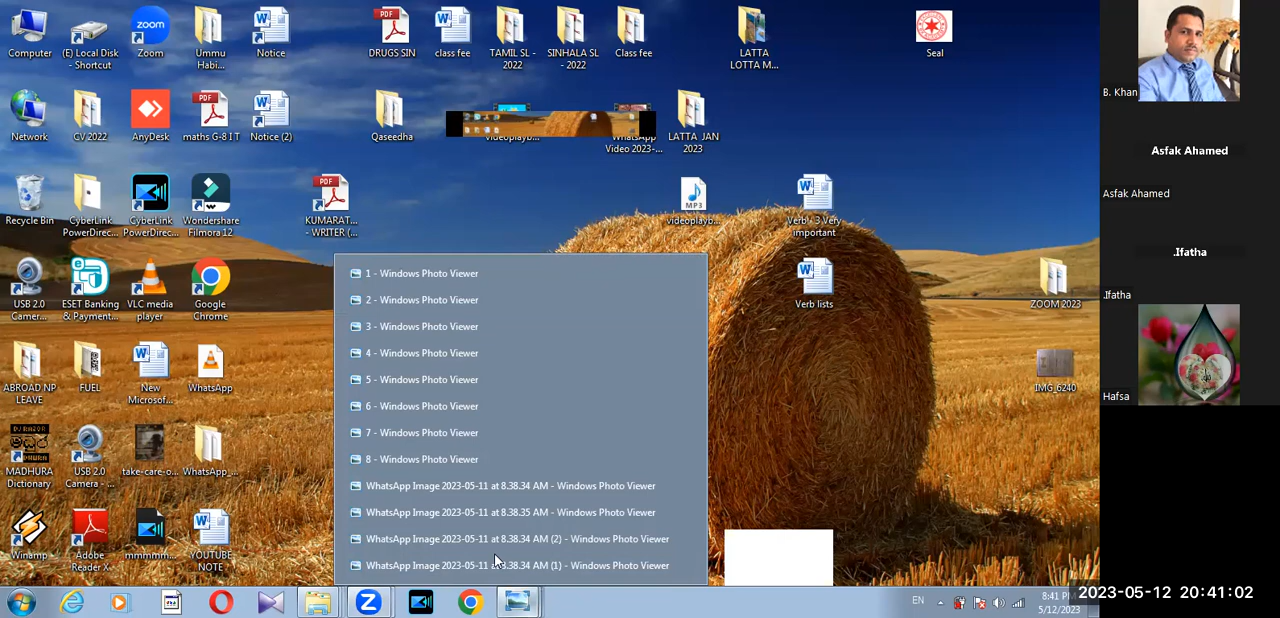 Computer
(E) Local Disk
- Shortcut
Zoom
zoom
Ummu
Habi...
Notice
PDF
DRUGS SIN
class fee
TAMIL SL -
2022
SINHALA SL
- 2022
Class fee
LATTA
LOTTA M...
Seal
Network
CV 2022
AnyDesk
PDF
maths G-8 I T
Notice (2)
Qaseedha
videoplayb...
WhatsApp
Video 2023-...
LATTA JAN
2023
Recycle Bin
CyberLink
PowerDirec...
CyberLink
PowerDirec...
Wondershare
Filmora 12
PDF
KUMARAT...
- WRITER (...
MP3
videoplayb...
Verb - 3 Very
important
USB 2.0
Camer...
ESET Banking
& Payment...
VLC media
player
Google
Chrome
Verb lists
ZOOM 2023
ABROAD NP
LEAVE
FUEL
New
Microsof...
WhatsApp
IMG_6240
MADHURA
Dictionary
USB 2.0
Camera - ...
take-care-o...
WhatsApp_...
Winamp
Adobe
Reader X
mmmmm...
YOUTUBE
NOTE
1 - Windows Photo Viewer
2 - Windows Photo Viewer
3 - Windows Photo Viewer
4 - Windows Photo Viewer
5 - Windows Photo Viewer
6 - Windows Photo Viewer
7 - Windows Photo Viewer
8 - Windows Photo Viewer
WhatsApp Image 2023-05-11 at 8.38.34 AM - Windows Photo Viewer
WhatsApp Image 2023-05-11 at 8.38.35 AM - Windows Photo Viewer
WhatsApp Image 2023-05-11 at 8.38.34 AM (2) - Windows Photo Viewer
WhatsApp Image 2023-05-11 at 8.38.34 AM (1) - Windows Photo Viewer
EN
8:41 PM
5/12/2023
2023-05-12 20:41:02
B. Khan
Asfak Ahamed
Asfak Ahamed
.Ifatha
.Ifatha
Hafsa